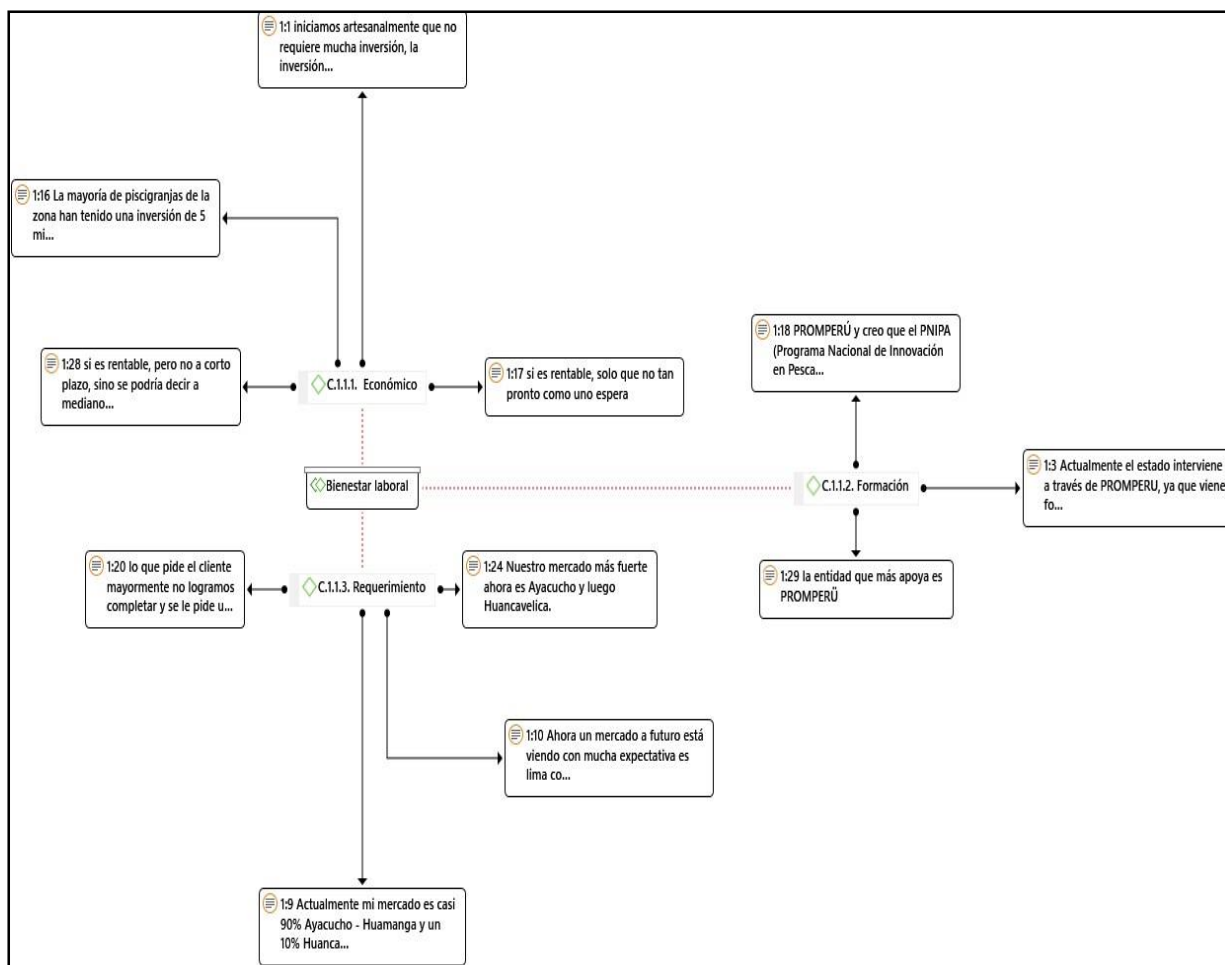 1:1 iniciamos artesanalmente que no
requiere mucha inversión, la
inversión...
1:16 La mayoría de piscigranjas de la
zona han tenido una inversión de 5
mi...
1:28 si es rentable, pero no a corto
plazo, sino se podría decir a
mediano...
C.1.1.1. Económico
1:17 si es rentable, solo que no tan
pronto como uno espera
1:18 PROMPERÚ y creo que el PNIPA
(Programa Nacional de Innovación
en Pesca...
Bienestar laboral
C.1.1.2. Formación
1:3 Actualmente el estado interviene
a través de PROMPERU, ya que viene
fo...
1:29 la entidad que más apoya es
PROMPERÜ
1:20 lo que pide el cliente
mayormente no logramos
completar y se le pide u...
C.1.1.3. Requerimiento
1:24 Nuestro mercado más fuerte
ahora es Ayacucho y luego
Huancavelica.
1:10 Ahora un mercado a futuro está
viendo con mucha expectativa es
lima co...
1:9 Actualmente mi mercado es casi
90% Ayacucho - Huamanga y un
10% Huanca...